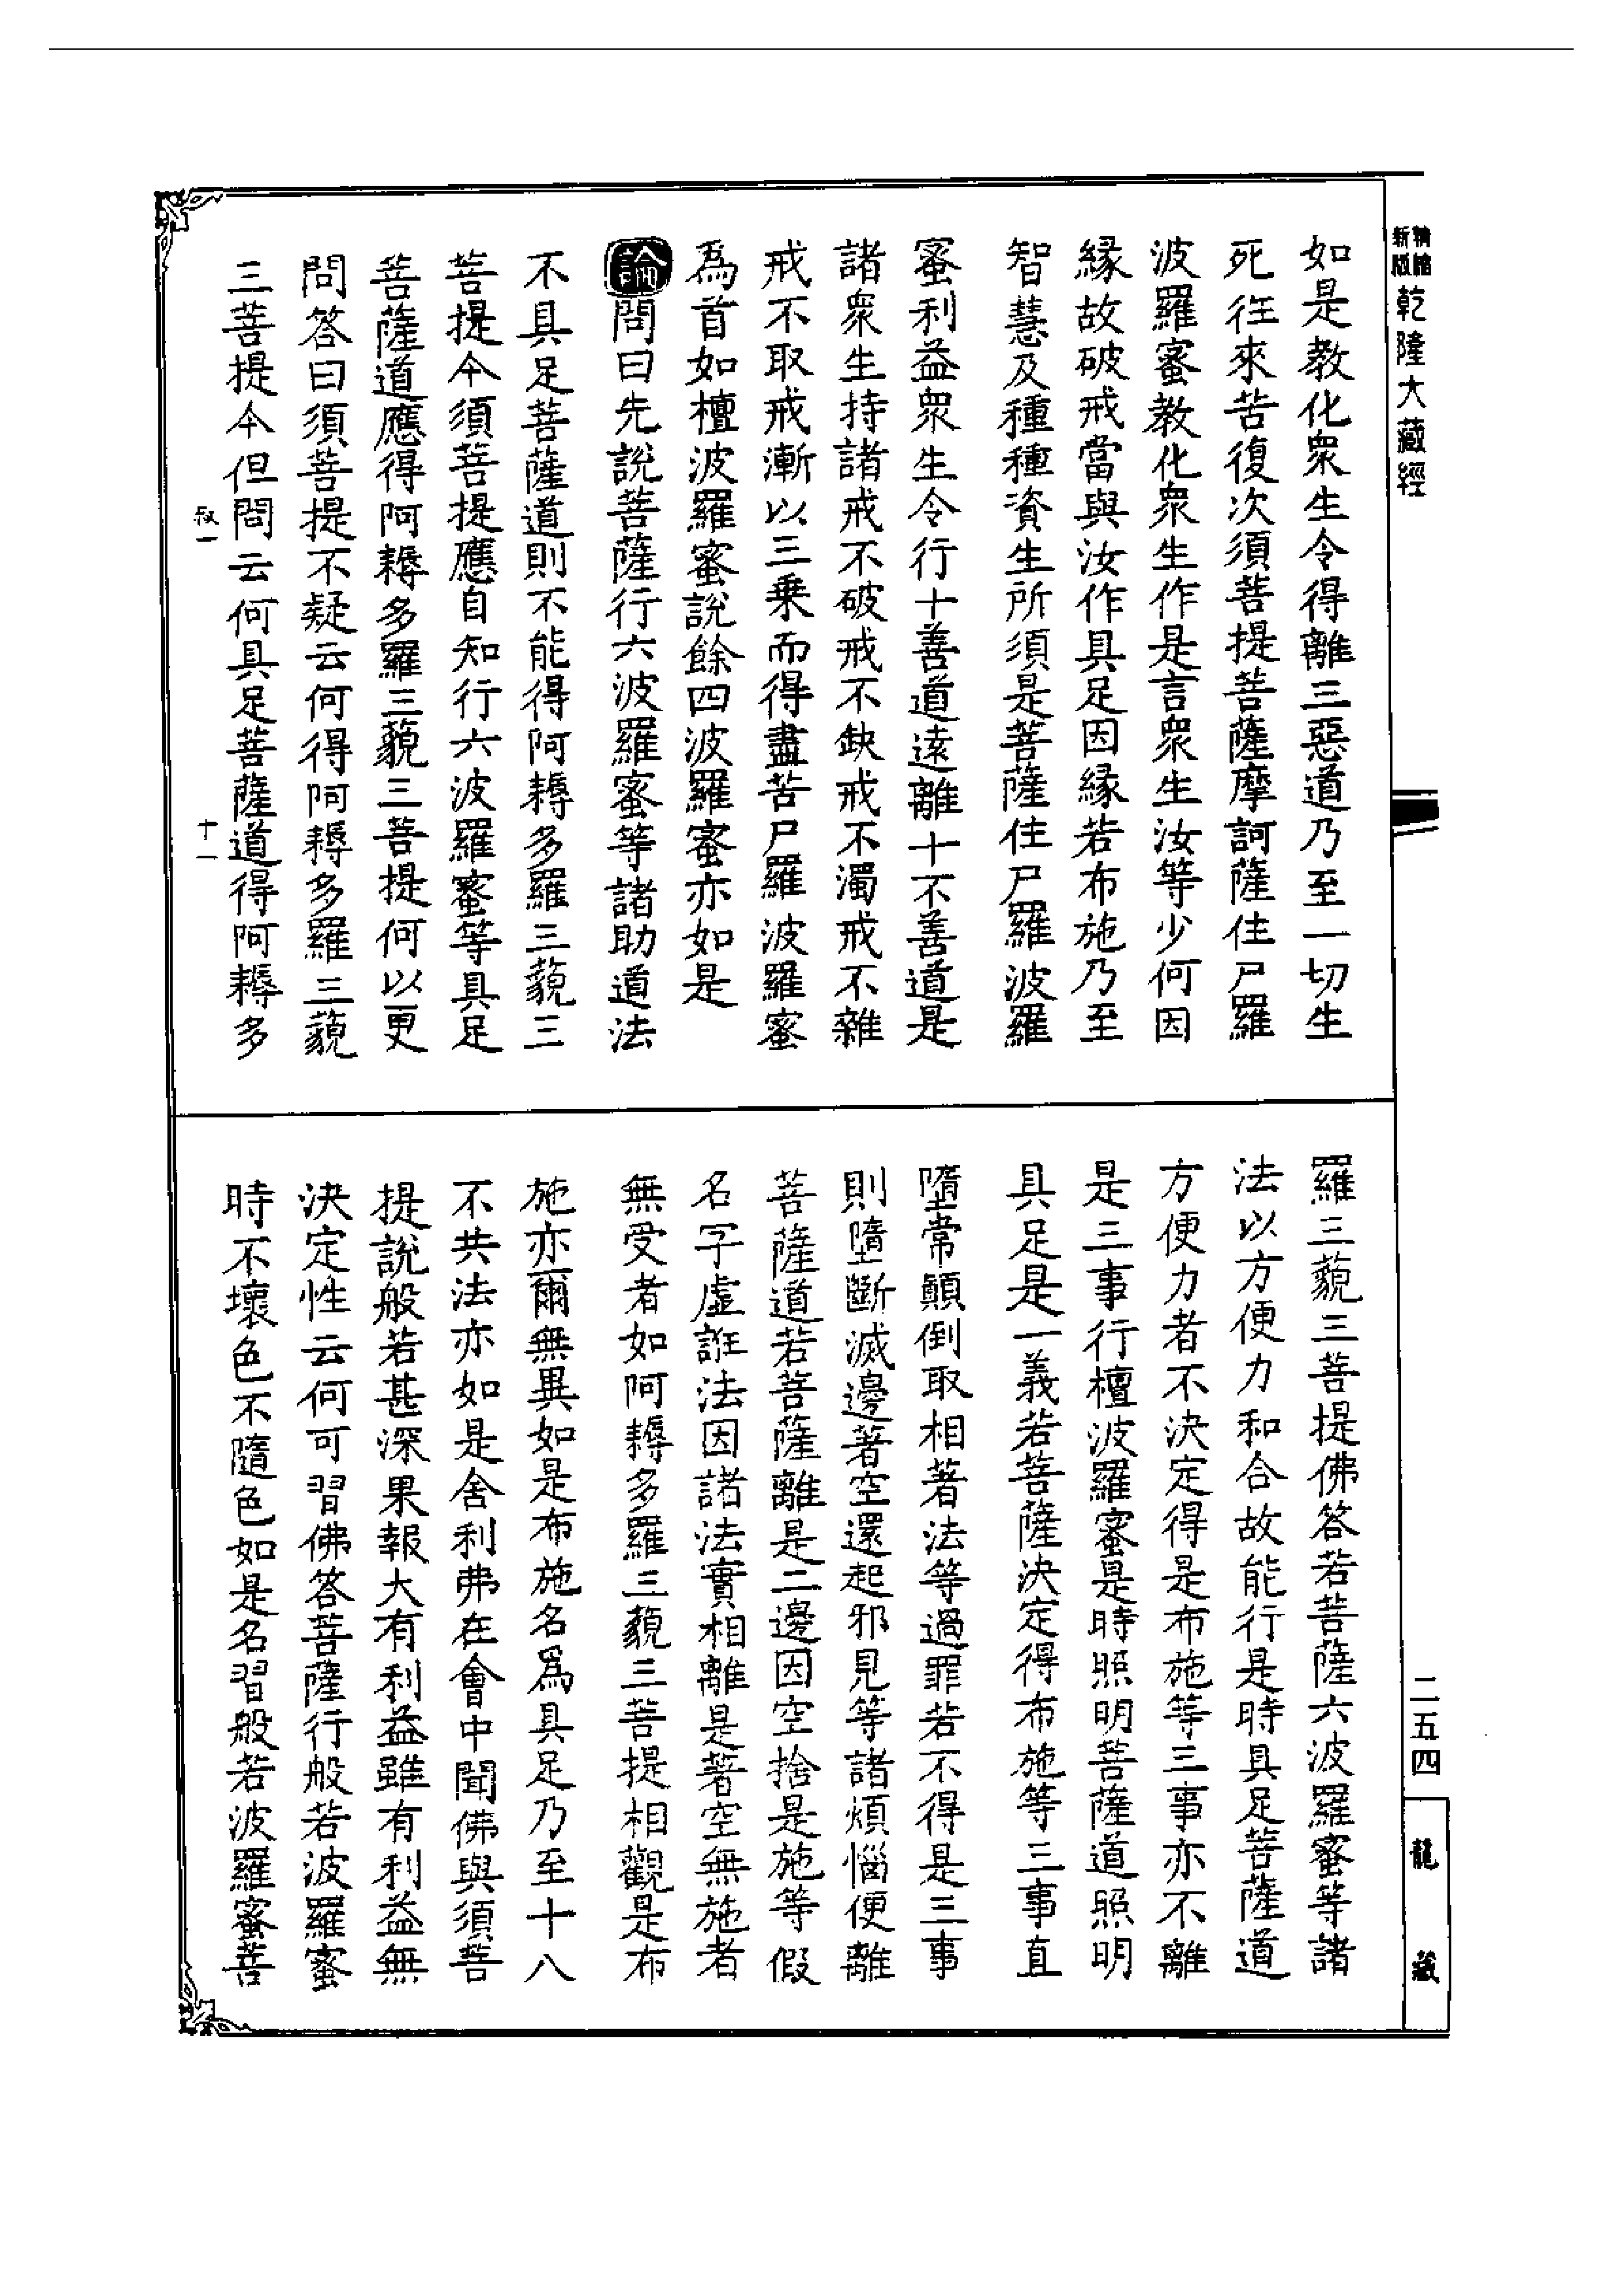 新版精縮乾隆大藏經
如是教化衆生令得離三惡道乃至一切生
死徃來苦復次須菩提菩薩摩訶薩住尸羅
波羅蜜教化衆生作是言衆生汝等少何因
縁故破戒當與汝作具足因縁若布施乃至
智慧及種種資生所須是菩薩住尸羅波羅
蜜利益衆生令行十善道遠離十不善道是
諸衆生持諸戒不破戒不缺戒不濁戒不雜
戒不取戒漸以三乗而得盡苦尸羅波羅蜜
爲首如檀波羅蜜說餘四波羅蜜亦如是
論問曰先說菩薩行六波羅蜜等諸助道法
不具足菩薩道則不能得阿耨多羅三藐三
菩提今須菩提應自知行六波羅蜜等具足
菩薩道應得阿耨多羅三藐三菩提何以更
問答曰須菩提不疑云何得阿耨多羅三藐
三菩提今但問云何具足菩薩道得阿耨多
十一
羅三藐三菩提佛答若菩薩六波羅蜜等諸
法以方便力和合故能行是時具足菩薩道
方便力者不決定得是布施等三事亦不離
是三事行檀波羅蜜是時照明菩薩道照明
具足是一義若菩薩決定得布施等三事直
墮常顛倒取相著法等過罪若不得是三事
則墮斷滅邊著空還起邪見等諸煩惱便離
菩薩道若菩薩離是二邊因空捨是施等假
名字虛誑法因諸法實相離是著空無施者
無受者如阿耨多羅三藐三菩提相觀是布
施亦爾無異如是布施名爲具足乃至十八
不共法亦如是舍利弗在會中聞佛與須菩
提說般若甚深果報大有利益雖有利益無
決定性云何可習佛答菩薩行般若波羅蜜
時不壞色不隨色如是名習般若波羅蜜菩
二五四
龍藏